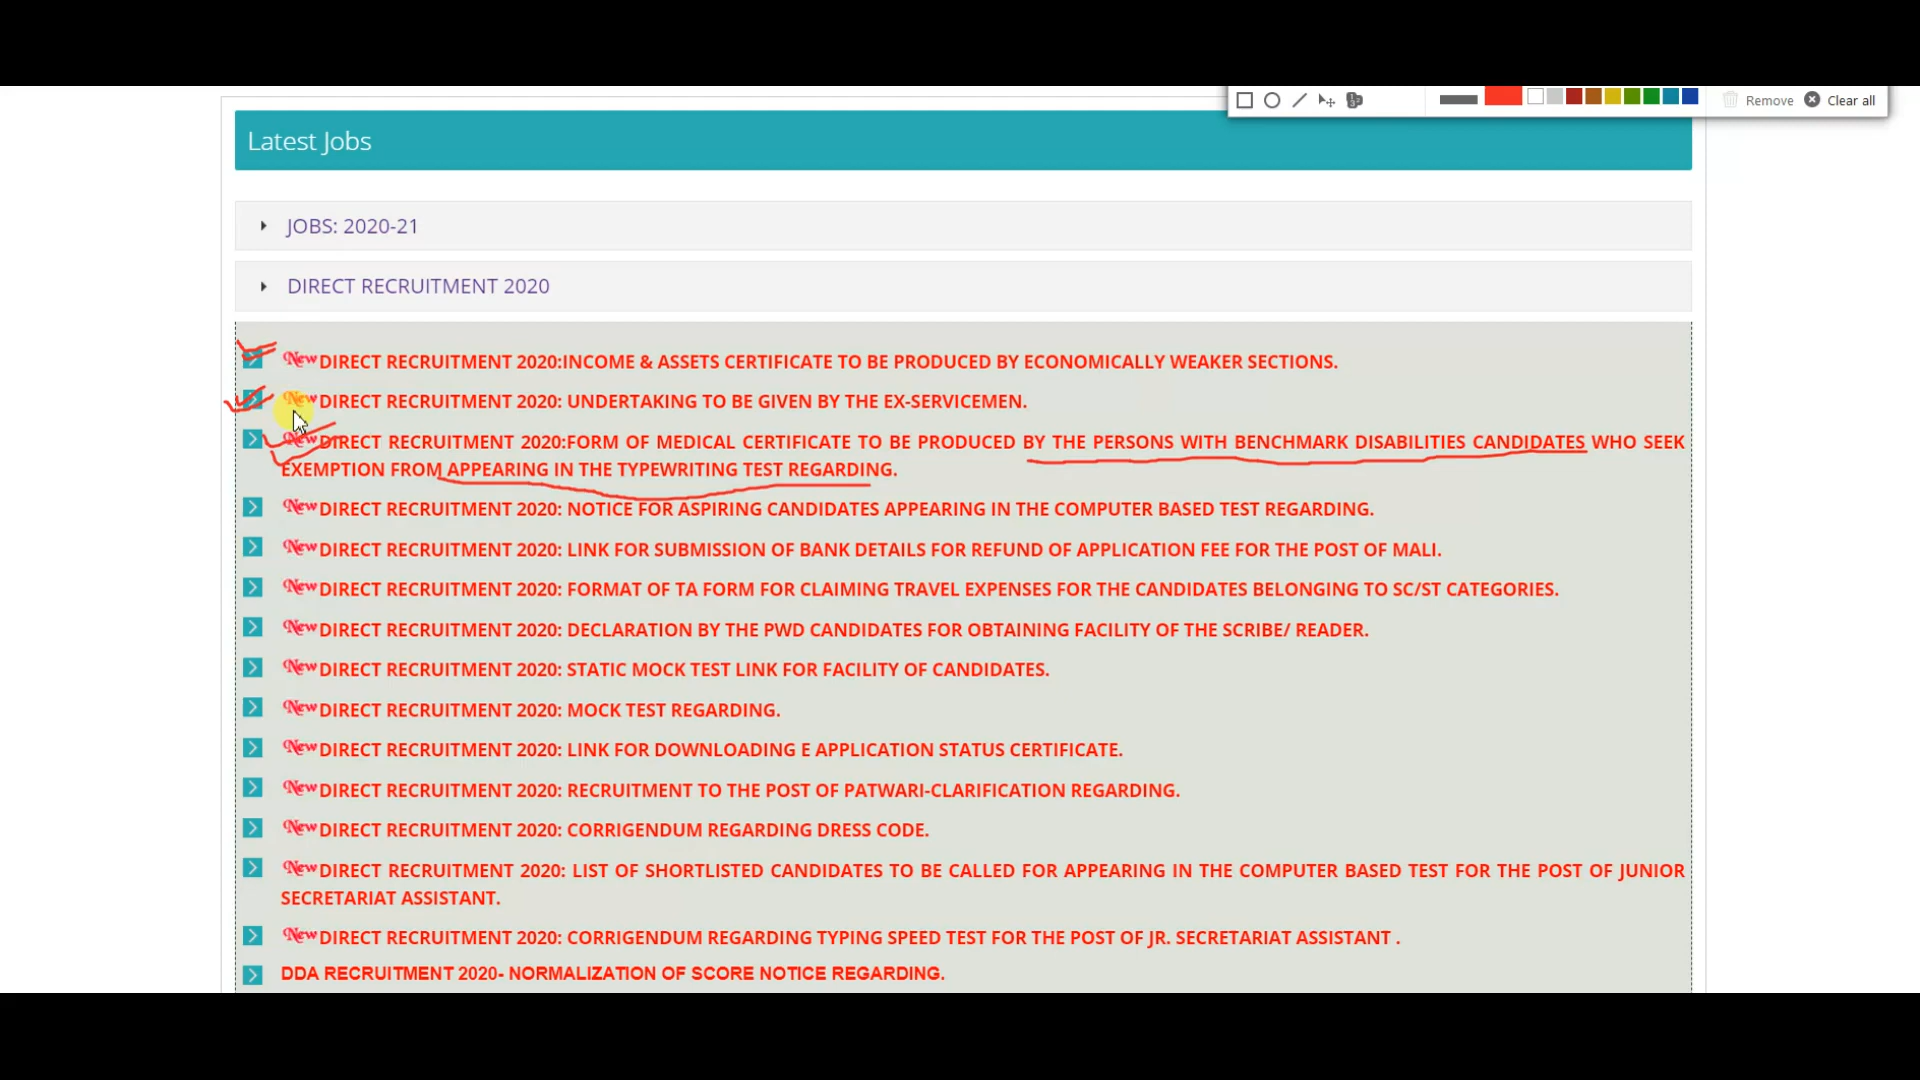 Remove Clear all
Latest Jobs
JOBS: 2020-21
DIRECT RECRUITMENT 2020
New DIRECT RECRUITMENT 2020:INCOME & ASSETS CERTIFICATE TO BE PRODUCED BY ECONOMICALLY WEAKER SECTIONS.
New DIRECT RECRUITMENT 2020: UNDERTAKING TO BE GIVEN BY THE EX-SERVICEMEN.
New DIRECT RECRUITMENT 2020:FORM OF MEDICAL CERTIFICATE TO BE PRODUCED BY THE PERSONS WITH BENCHMARK DISABILITIES CANDIDATES WHO SEEK
EXEMPTION FROM APPEARING IN THE TYPEWRITING TEST REGARDING.
New DIRECT RECRUITMENT 2020: NOTICE FOR ASPIRING CANDIDATES APPEARING IN THE COMPUTER BASED TEST REGARDING.
New DIRECT RECRUITMENT 2020: LINK FOR SUBMISSION OF BANK DETAILS FOR REFUND OF APPLICATION FEE FOR THE POST OF MALI.
New DIRECT RECRUITMENT 2020: FORMAT OF TA FORM FOR CLAIMING TRAVEL EXPENSES FOR THE CANDIDATES BELONGING TO SC/ST CATEGORIES.
New DIRECT RECRUITMENT 2020: DECLARATION BY THE PWD CANDIDATES FOR OBTAINING FACILITY OF THE SCRIBE/ READER.
New DIRECT RECRUITMENT 2020: STATIC MOCK TEST LINK FOR FACILITY OF CANDIDATES.
New DIRECT RECRUITMENT 2020: MOCK TEST REGARDING.
New DIRECT RECRUITMENT 2020: LINK FOR DOWNLOADING E APPLICATION STATUS CERTIFICATE.
New DIRECT RECRUITMENT 2020: RECRUITMENT TO THE POST OF PATWARI-CLARIFICATION REGARDING.
New DIRECT RECRUITMENT 2020: CORRIGENDUM REGARDING DRESS CODE.
New DIRECT RECRUITMENT 2020: LIST OF SHORTLISTED CANDIDATES TO BE CALLED FOR APPEARING IN THE COMPUTER BASED TEST FOR THE POST OF JUNIOR
SECRETARIAT ASSISTANT.
New DIRECT RECRUITMENT 2020: CORRIGENDUM REGARDING TYPING SPEED TEST FOR THE POST OF JR. SECRETARIAT ASSISTANT .
DDA RECRUITMENT 2020- NORMALIZATION OF SCORE NOTICE REGARDING.